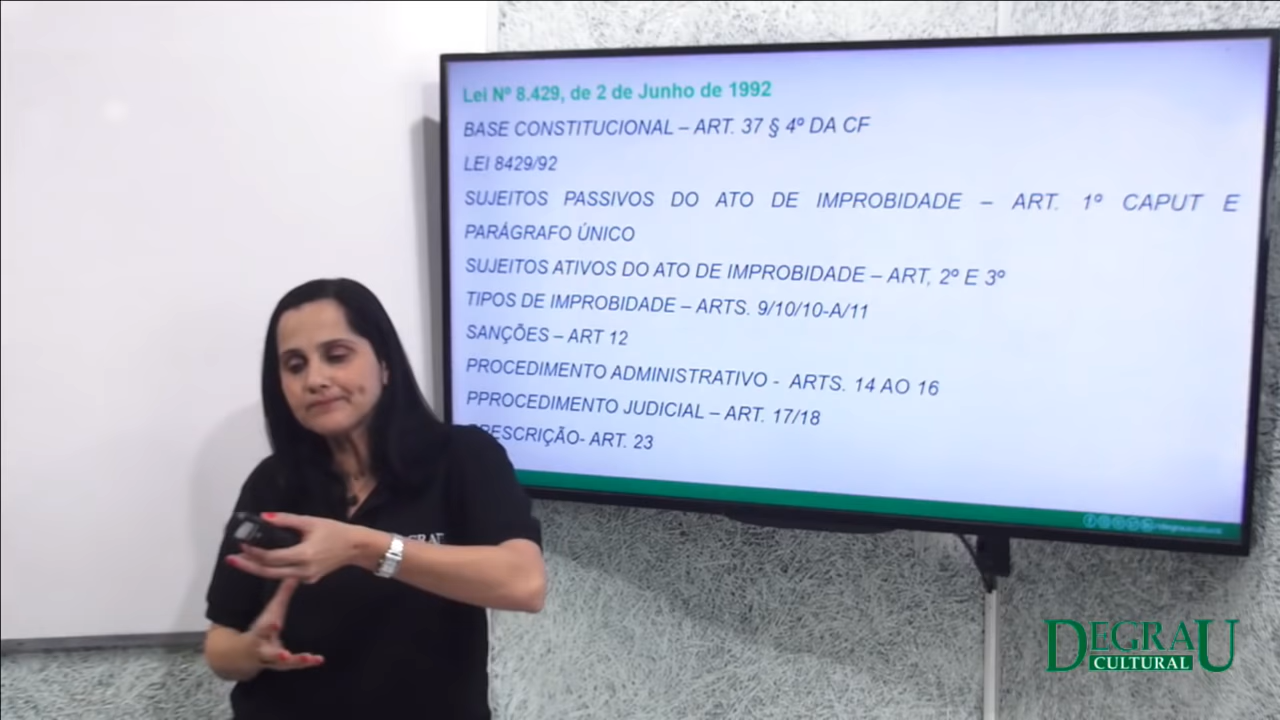 Lei Nº 8.429, de 2 de Junho de 1992
BASE CONSTITUCIONAL – ART. 37 § 4º DA CF
LEI 8429/92
SUJEITOS PASSIVOS DO ATO DE IMPROBIDADE – ART. 1º CAPUT E
PARÁGRAFO ÚNICO
SUJEITOS ATIVOS DO ATO DE IMPROBIDADE – ART, 2º E 3º
TIPOS DE IMPROBIDADE – ARTS. 9/10/10-A/11
SANÇÕES – ART 12
PROCEDIMENTO ADMINISTRATIVO - ARTS. 14 AO 16
PPROCEDIMENTO JUDICIAL – ART. 17/18
PRESCRIÇÃO- ART. 23
DEGRAU
CULTURAL